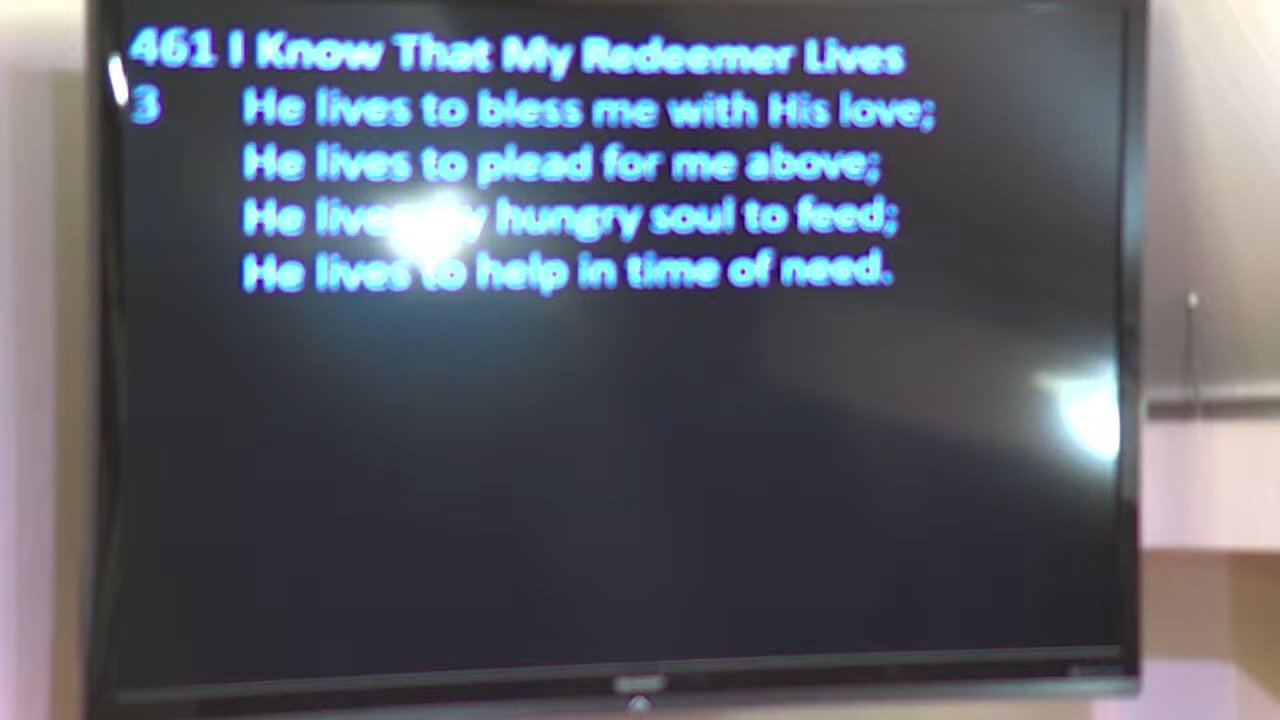 461 I Know That My Redeemer Lives
3 He lives to bless me with His love;
He lives to plead for me above;
He lives hungry soul to feed;
He lives to help in time of need.